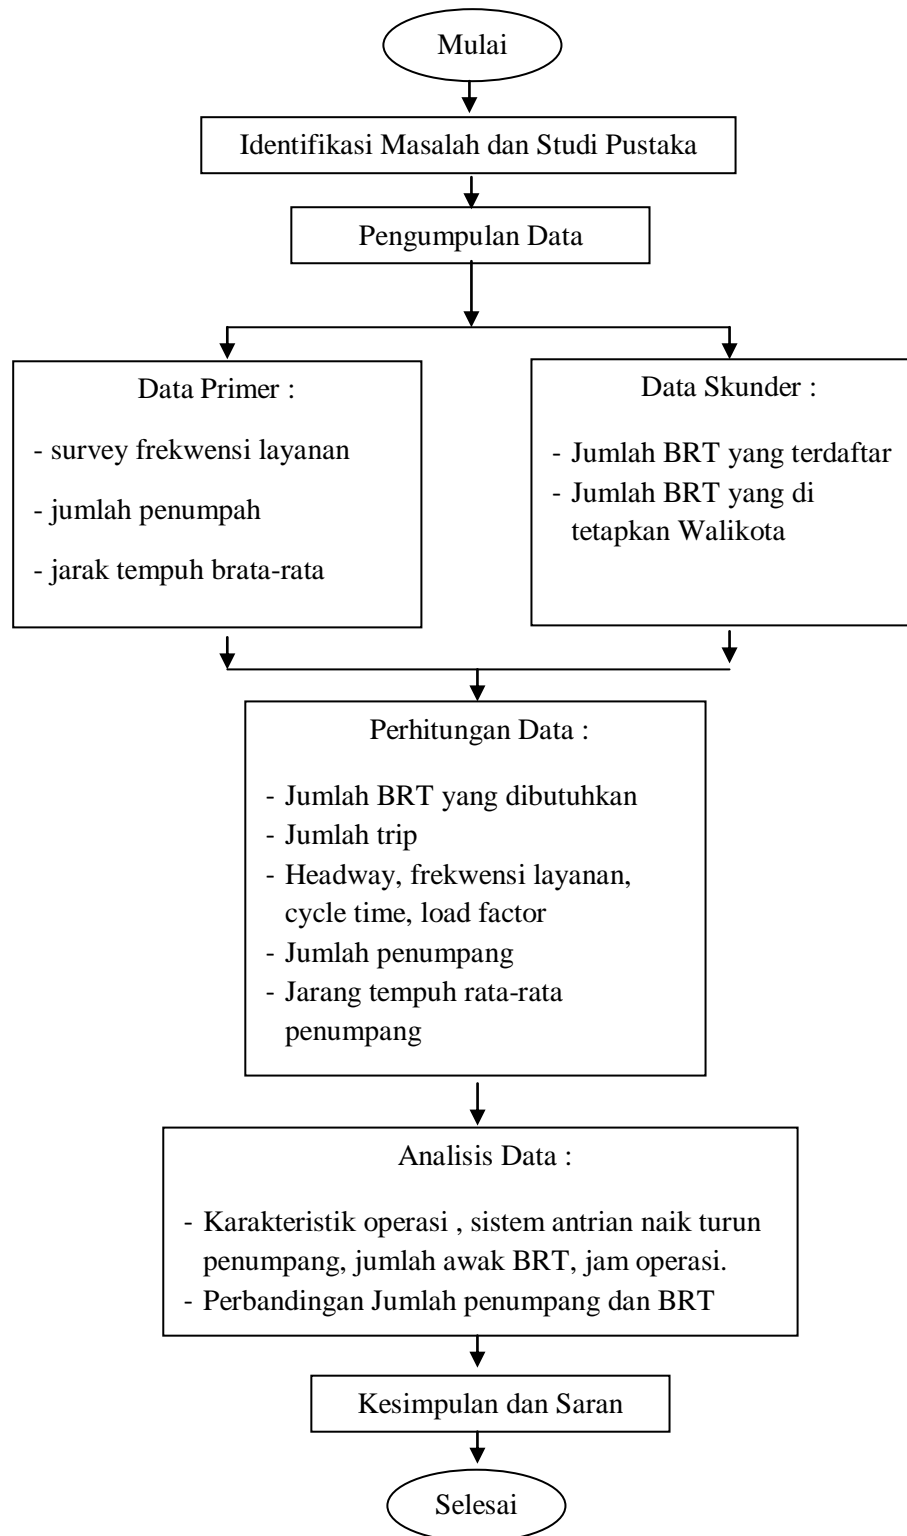 Mulai
Identifikasi Masalah dan Studi Pustaka
Pengumpulan Data
Data Primer :
- survey frekwensi layanan
- jumlah penumpah
- jarak tempuh brata-rata
Data Skunder :
- Jumlah BRT yang terdaftar
- Jumlah BRT yang di
tetapkan Walikota
Perhitungan Data :
- Jumlah BRT yang dibutuhkan
- Jumlah trip
- Headway, frekwensi layanan,
cycle time, load factor
- Jumlah penumpang
- Jarang tempuh rata-rata
penumpang
Analisis Data :
- Karakteristik operasi , sistem antrian naik turun
penumpang, jumlah awak BRT, jam operasi.
- Perbandingan Jumlah penumpang dan BRT
Kesimpulan dan Saran
Selesai